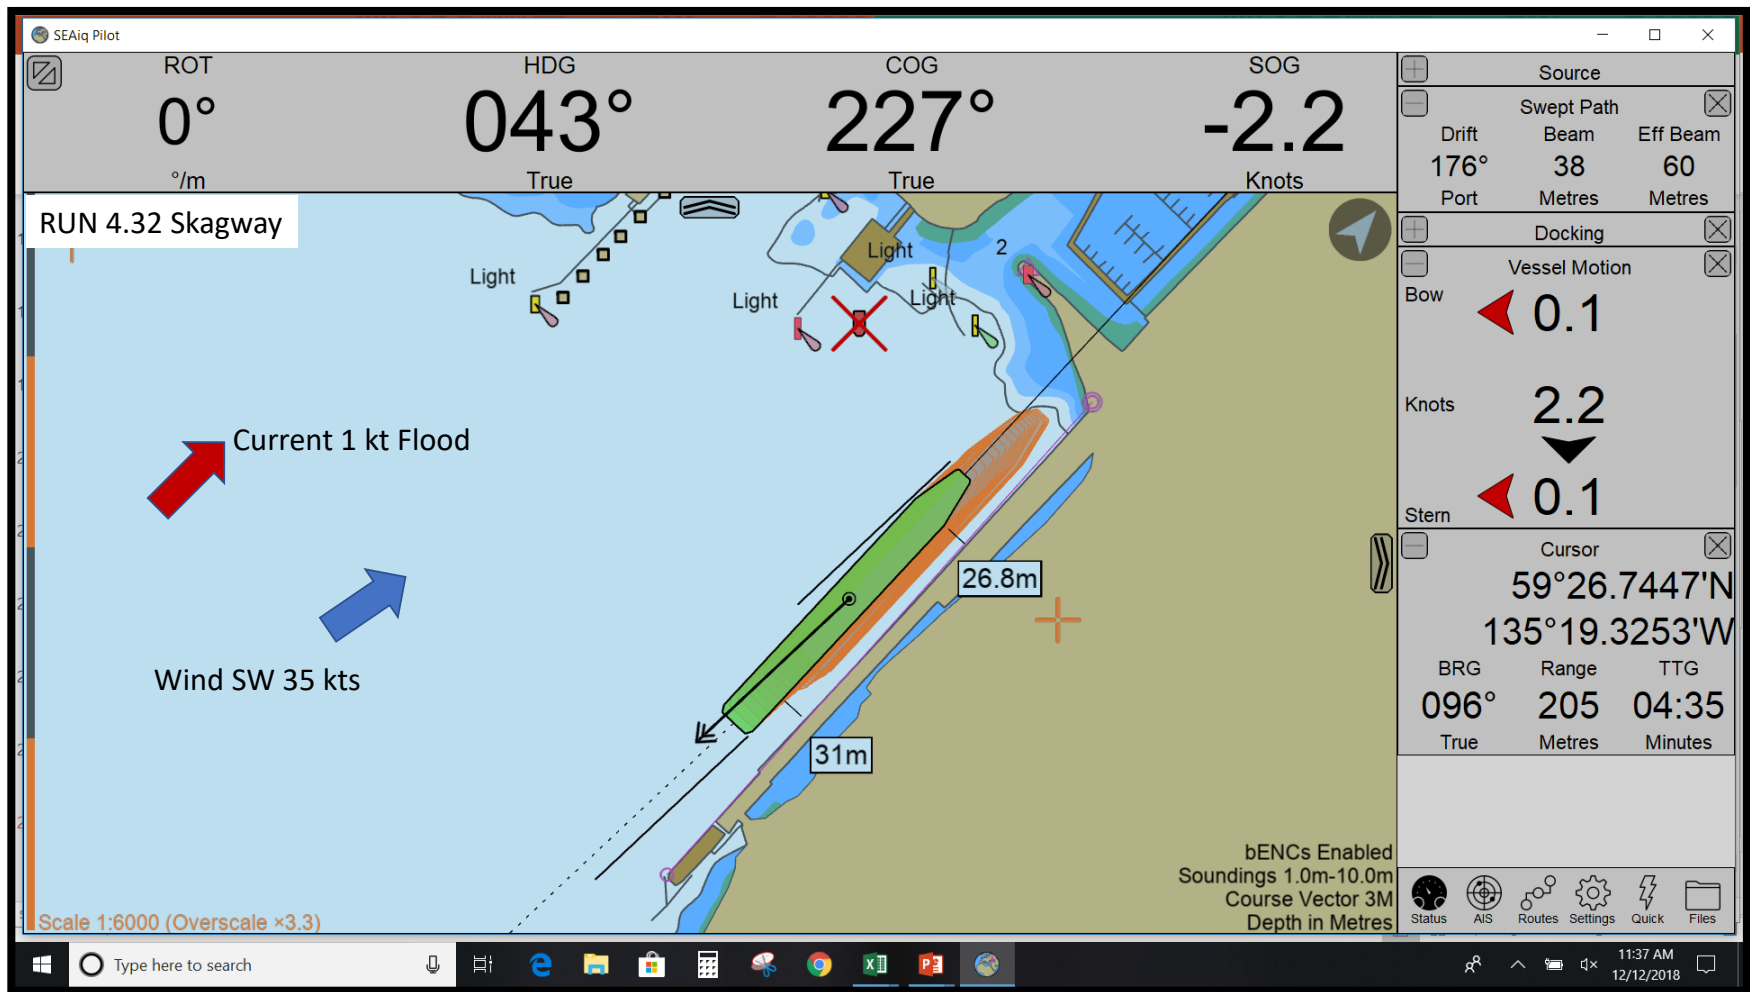 SEAiq Pilot
ROT
HDG
COG
SOG
0°
043°
227°
-2.2
°/m
True
True
Knots
RUN 4.32 Skagway
Light
Light
Light
Light
2
Current 1 kt Flood
Wind SW 35 kts
26.8m
31m
Scale 1:6000 (Overscale ×3.3)
bENCs Enabled
Soundings 1.0m-10.0m
Course Vector 3M
Depth in Metres
Source
Swept Path
Drift Beam Eff Beam
176° 38 60
Port Metres Metres
Docking
Vessel Motion
Bow
0.1
Knots
2.2
0.1
Stern
Cursor
59°26.7447'N
135°19.3253'W
BRG Range TTG
096° 205 04:35
True Metres Minutes
Status AIS Routes Settings Quick Files
Type here to search
11:37 AM
12/12/2018